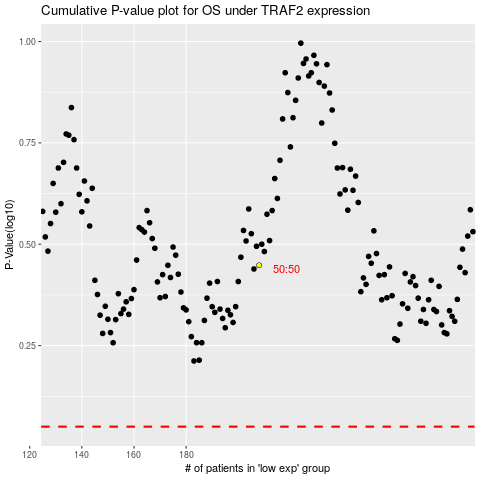 Cumulative P-value plot for OS under TRAF2 expression
P-Value(log10)
1.00
0.75
0.50
0.25
50:50
120 140 160 180
# of patients in 'low exp' group